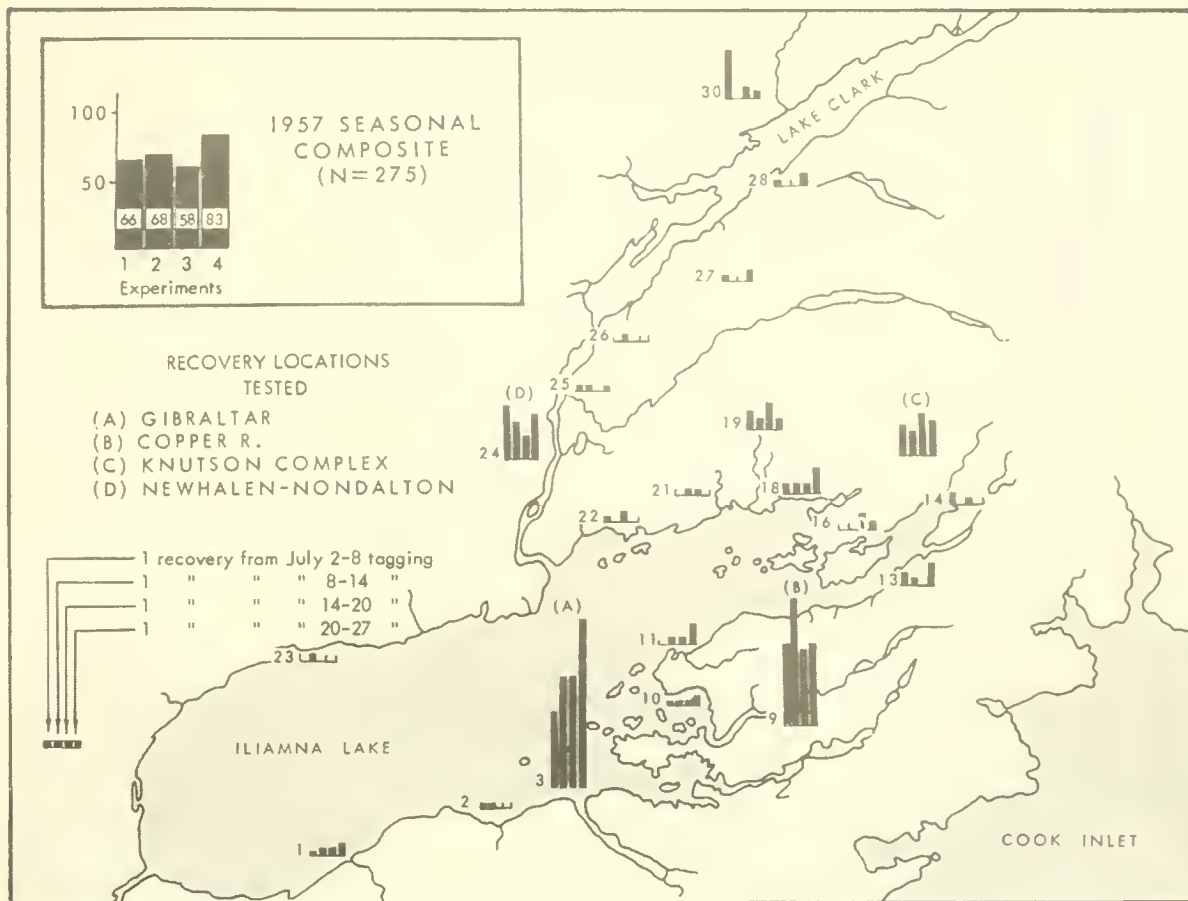 100
50
66 68 58 83
1 2 3 4
Experiments
1957 SEASONAL
COMPOSITE
(N=275)
RECOVERY LOCATIONS
TESTED
(A) GIBRALTAR
(B) COPPER R.
(C) KNUTSON COMPLEX
(D) NEWHALEN-NONDALTON
1 recovery from July 2-8 tagging
1 " " " 8-14 "
1 " " " 14-20 "
1 " " " 20-27 "
30
LAKE CLARK
28
27
26
25
(D)
24
19
(C)
21
18
14
22
16
13
(B)
(A)
11
23
10
9
ILIAMNA LAKE
3
2
1
COOK INLET